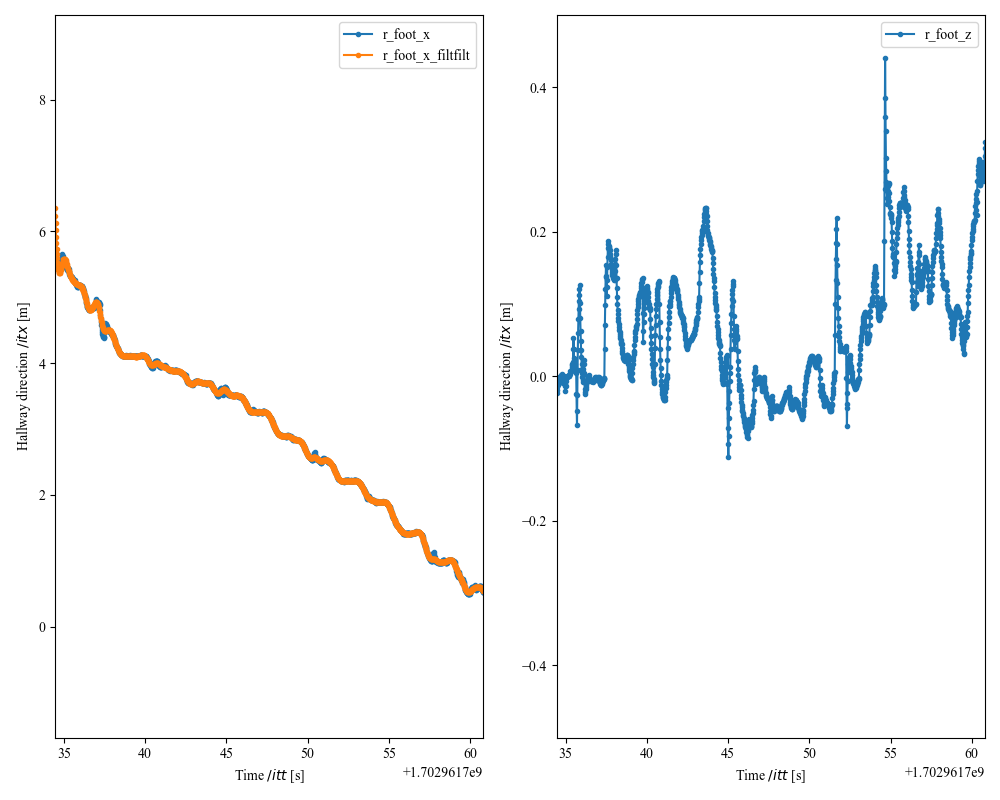 r_foot_x
r_foot_x_filtfilt
8
6
4
2
0
Hallway direction /itx [m]
35
40
45
50
55
60
+1.7029617e9
Time /itt [s]
r_foot_z
0.4
0.2
0.0
−0.2
−0.4
Hallway direction /itx [m]
35
40
45
50
55
60
+1.7029617e9
Time /itt [s]